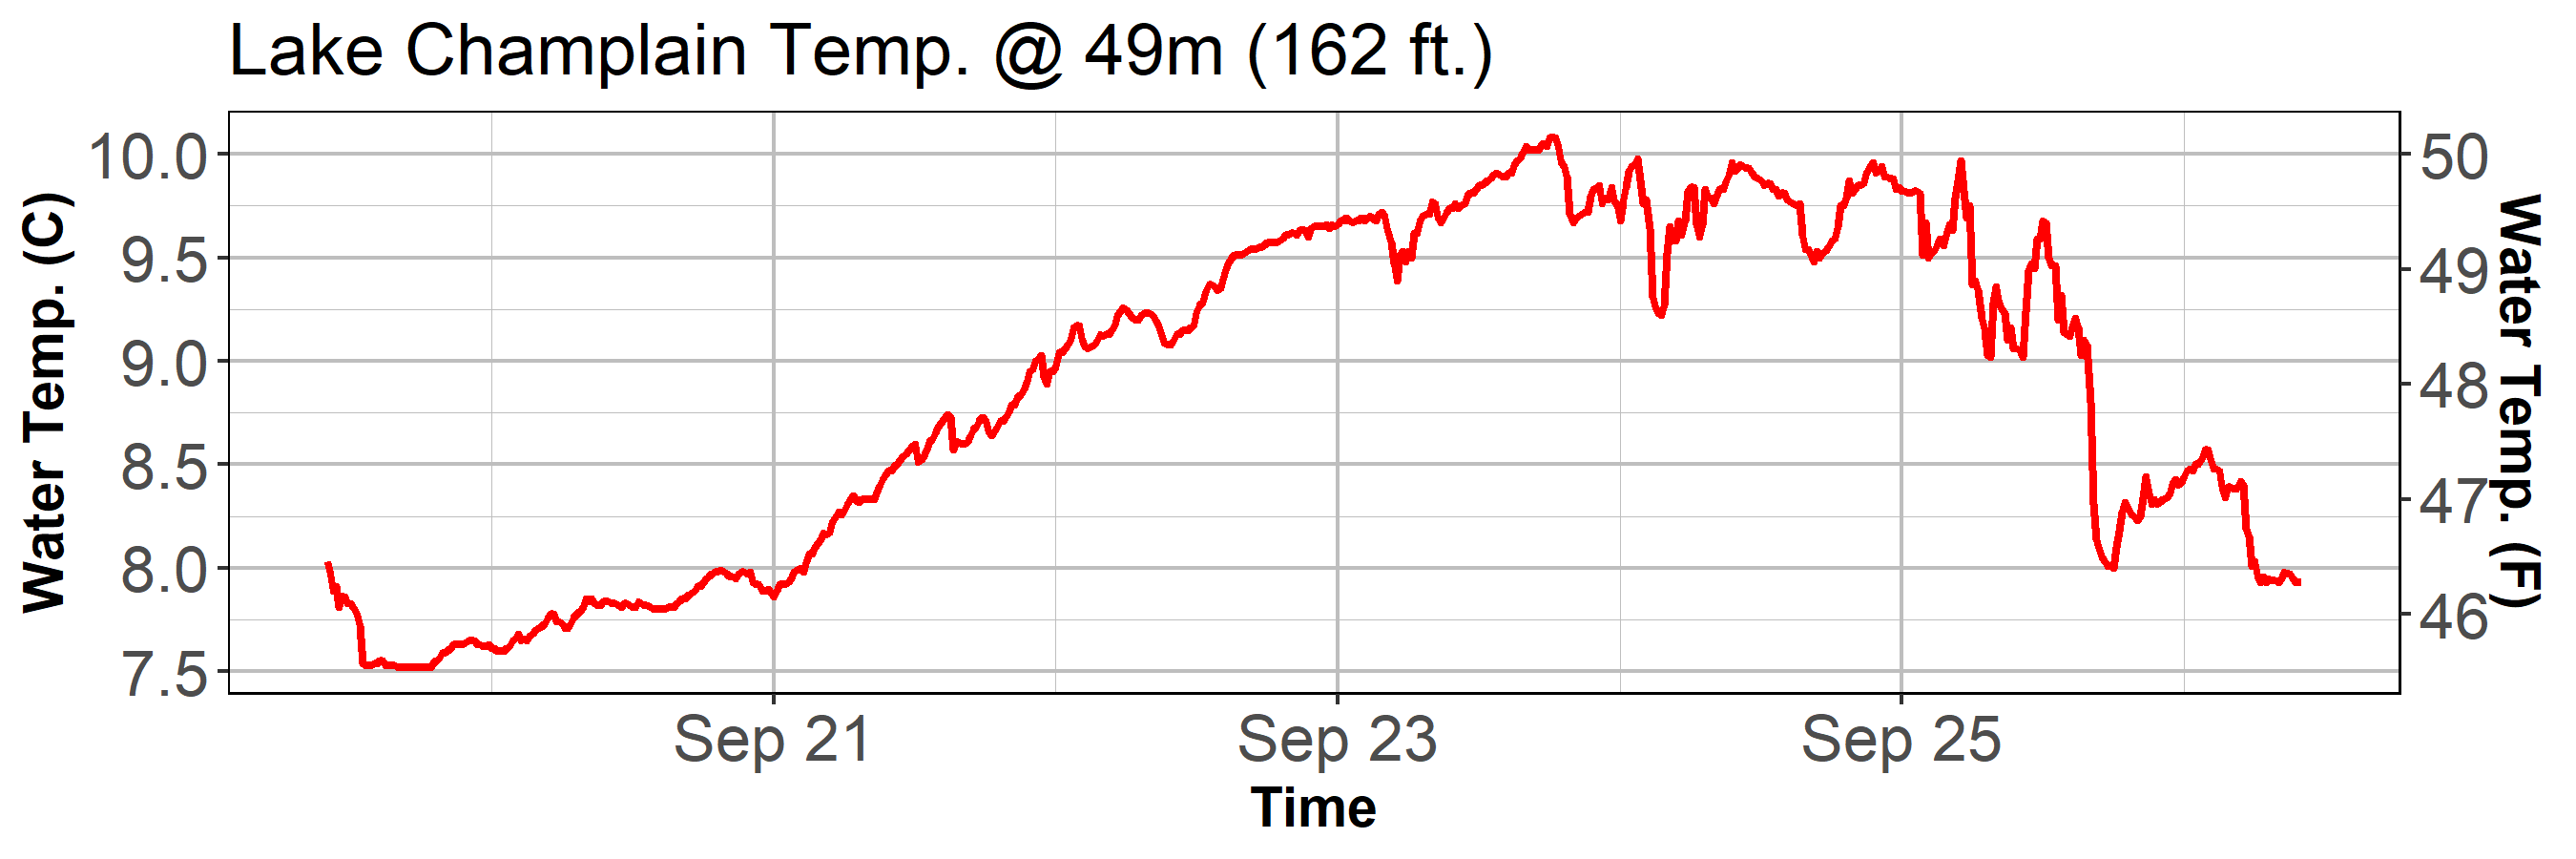 Lake Champlain Temp. @ 49m (162 ft.)
Water Temp. (C)
10.0
9.5
9.0
8.5
8.0
7.5
50
49
48
47
46
Water Temp. (F)
Sep 21
Sep 23
Sep 25
Time